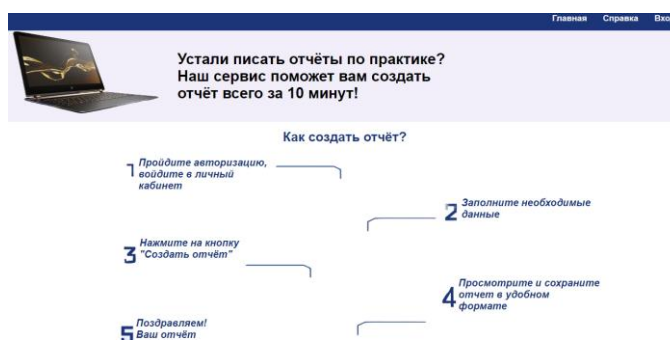 Главная Справка Вхо
Устали писать отчёты по практике?
Наш сервис поможет вам создать
отчёт всего за 10 минут!
Как создать отчёт?
1 Пройдите авторизацию,
войдите в личный
кабинет
2 Заполните необходимые
данные
3 Нажмите на кнопку
"Создать отчёт"
4 Просмотрите и сохраните
отчет в удобном
формате
5 Поздравляем!
Ваш отчёт